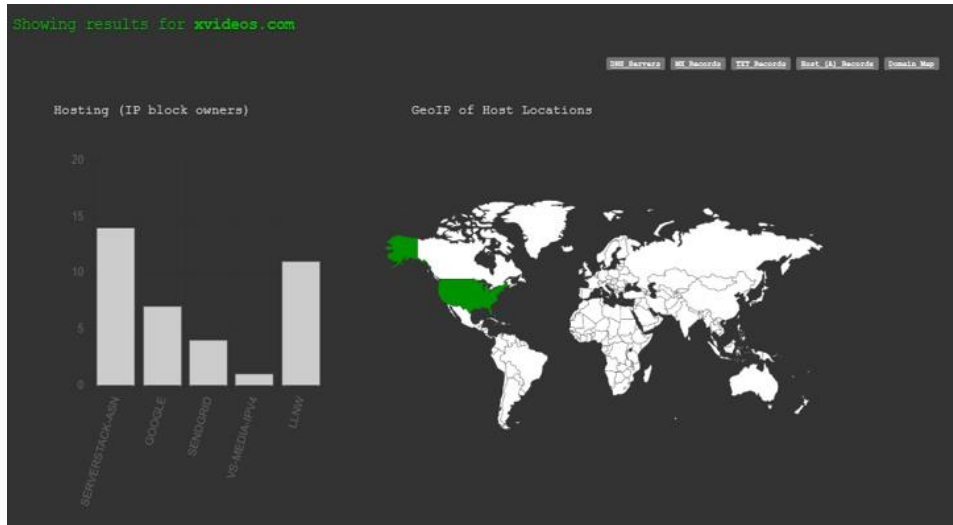 Showing results for xvideos.com
DNS Servers MX Records TXT Records Host (A) Records Domain Map
Hosting (IP block owners)
GeoIP of Host Locations
20
15
10
5
0
SERVERSTACK-ASN
GOOGLE
SENDGRID
VS-MEDIA-IPV4
LLNW